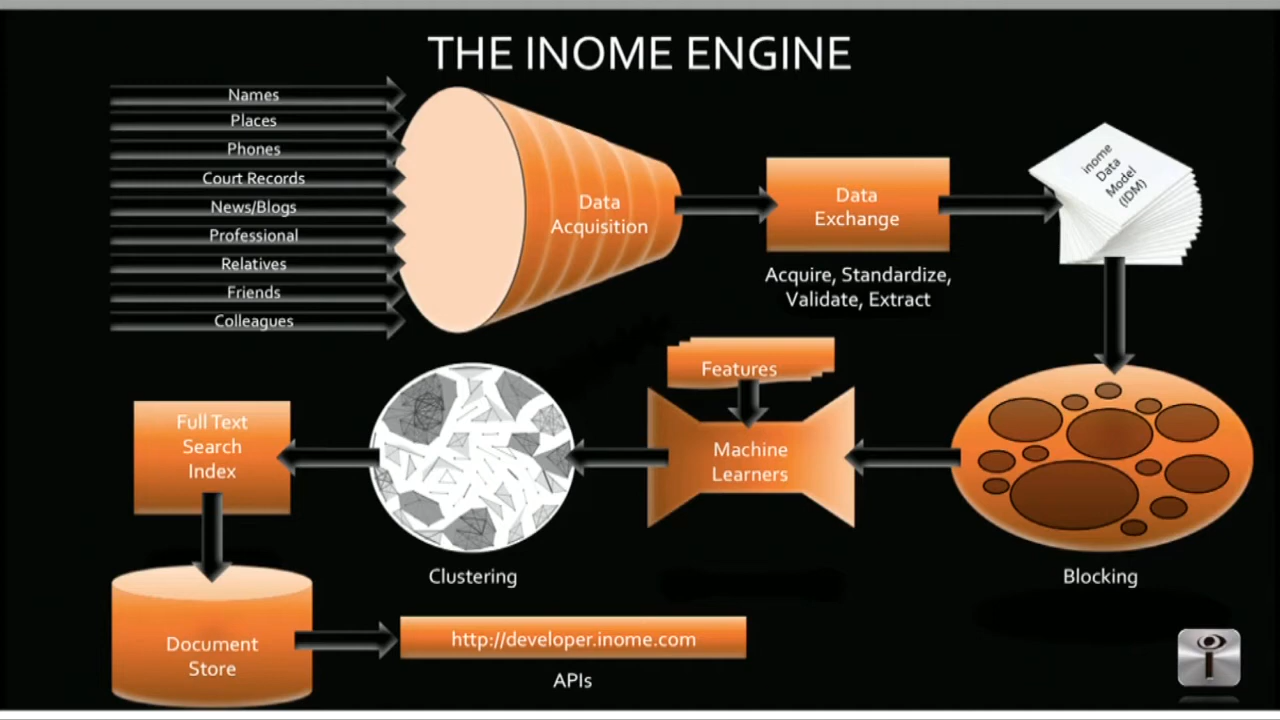 THE INOME ENGINE
Names
Places
Phones
Court Records
News/Blogs
Professional
Relatives
Friends
Colleagues
Data
Acquisition
Data
Exchange
Acquire, Standardize,
Validate, Extract
inome
Data
Model
(IDM)
Features
Machine
Learners
Blocking
Clustering
Full Text
Search
Index
Document
Store
http://developer.inome.com
APIs